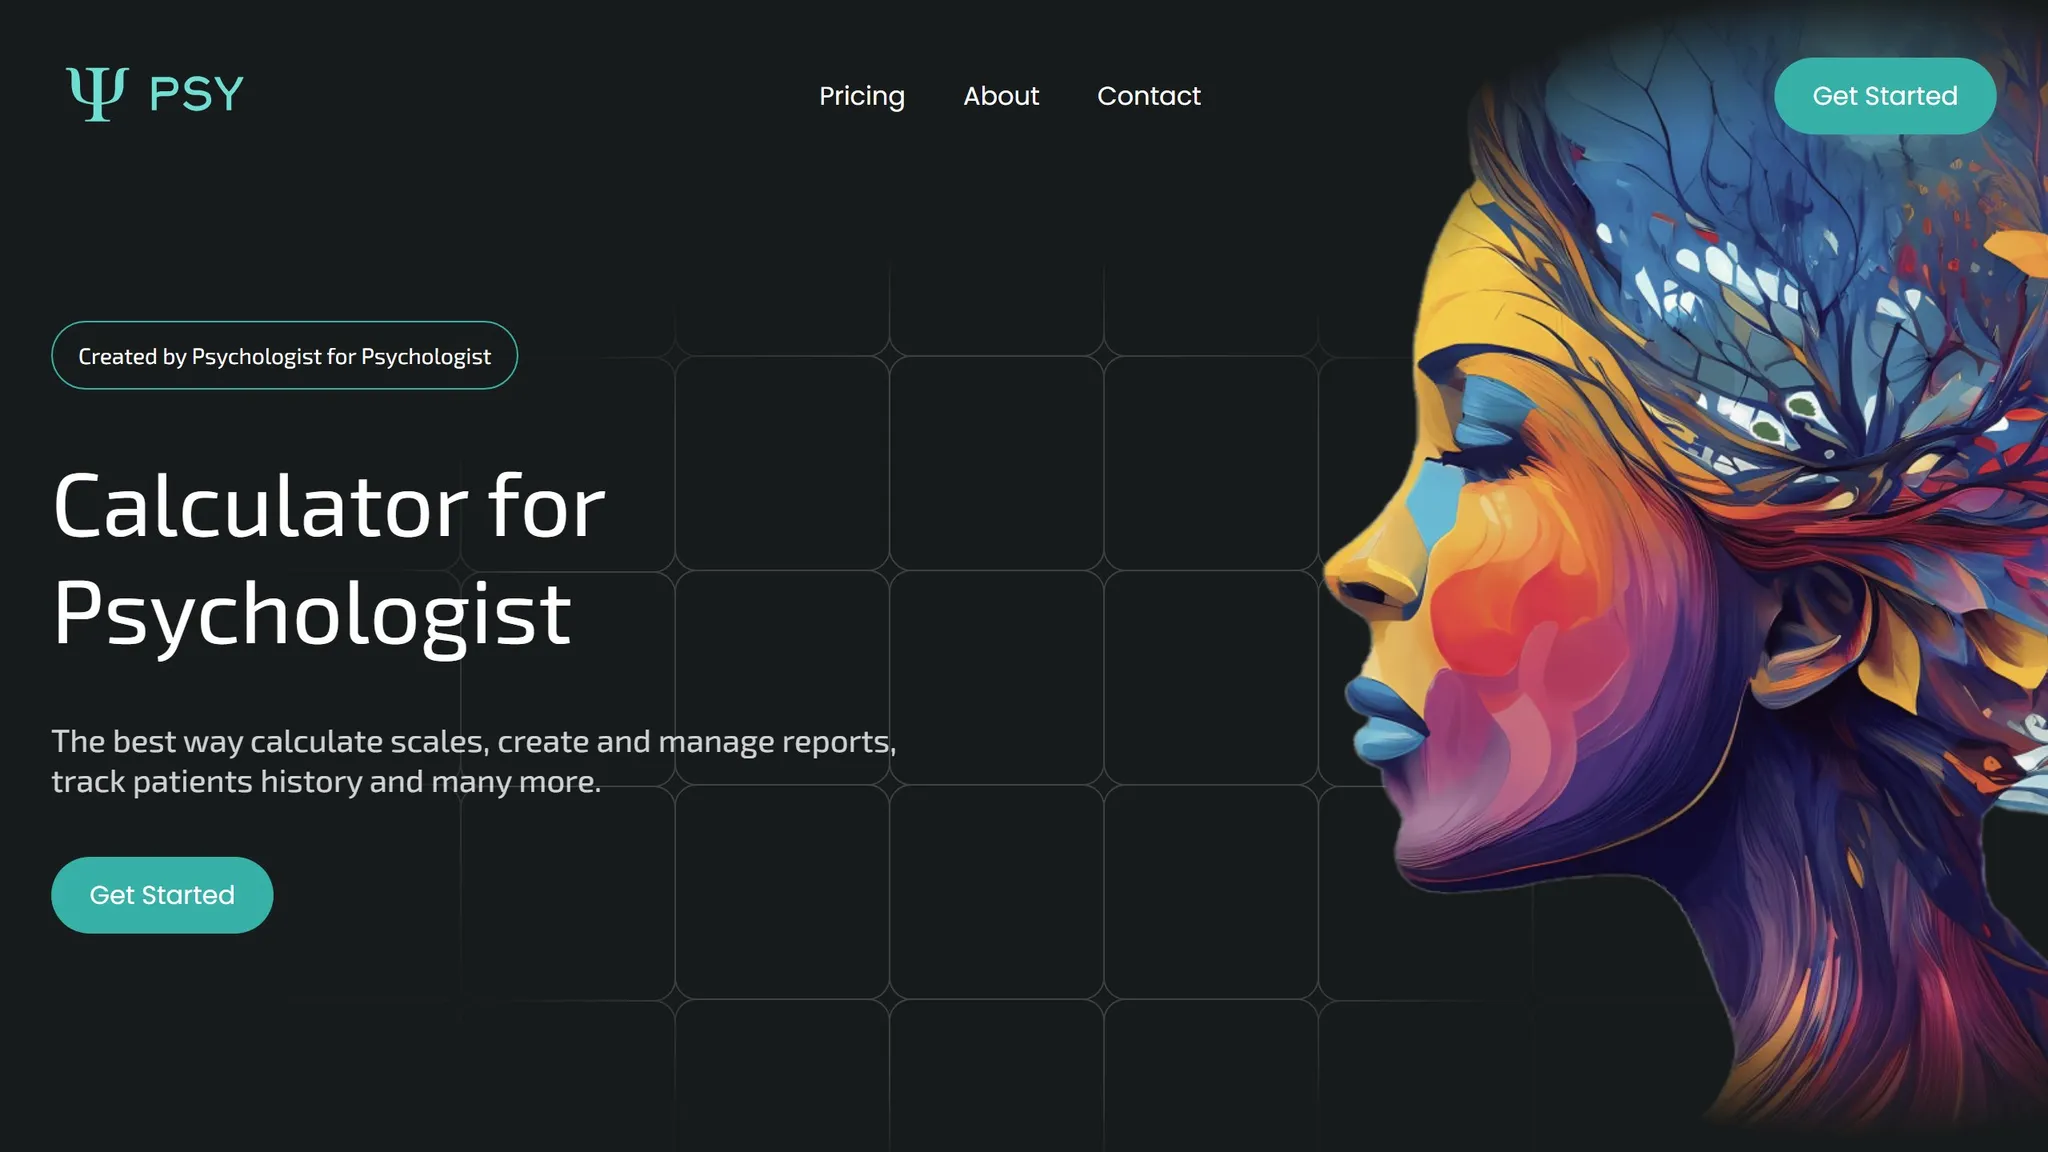 Ψ PSY
Pricing
About
Contact
Get Started
Created by Psychologist for Psychologist
Calculator for
Psychologist
The best way calculate scales, create and manage reports,
track patients history and many more.
Get Started